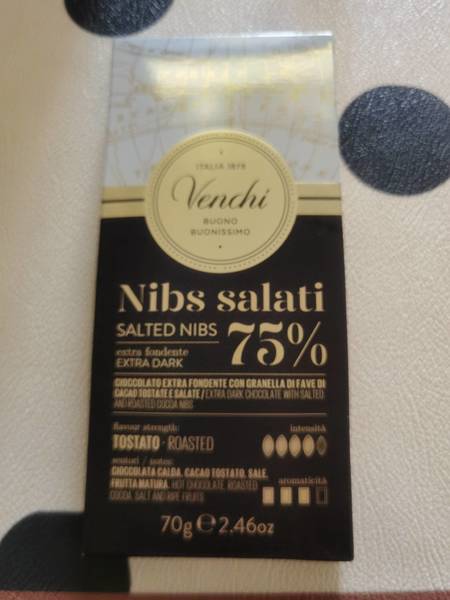 ITALIA 1878
Venchi
BUONO
BUONISSIMO
Nibs salati
SALTED NIBS
75%
extra fondente
EXTRA DARK
CIOCCOLATO EXTRA FONDENTE CON GRANELLA DI FAVE DI
CACAO TOSTATE E SALATE / EXTRA DARK CHOCOLATE WITH SALTED
AND ROASTED COCOA NIBS
flavour strength:
intensità
TOSTATO · ROASTED
sentori / notes:
aromaticità
CIOCCOLATA CALDA, CACAO TOSTATO, SALE,
FRUTTA MATURA. HOT CHOCOLATE, ROASTED
COCOA, SALT AND RIPE FRUITS
70g ℮ 2.46oz